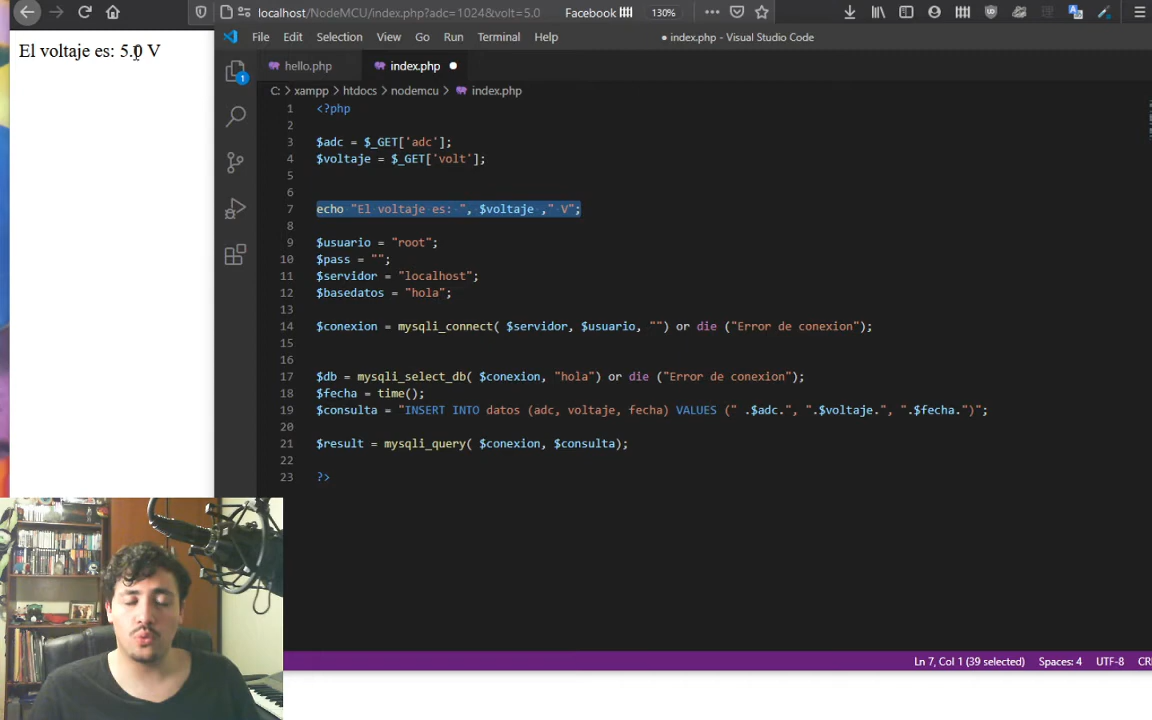 localhost/NodeMCU/index.php?adc=1024&volt=5.0 Facebook 130%
El voltaje es: 5.0 V
File Edit Selection View Go Run Terminal Help ● index.php - Visual Studio Code
hello.php index.php
C: > xampp > htdocs > nodemcu > index.php
1
1 <?php
2
3 $adc = $_GET['adc'];
4 $voltaje = $_GET['volt'];
5
6
7 echo "El voltaje es: ", $voltaje ," V";
8
9 $usuario = "root";
10 $pass = "";
11 $servidor = "localhost";
12 $basedatos = "hola";
13
14 $conexion = mysqli_connect( $servidor, $usuario, "") or die ("Error de conexion");
15
16
17 $db = mysqli_select_db( $conexion, "hola") or die ("Error de conexion");
18 $fecha = time();
19 $consulta = "INSERT INTO datos (adc, voltaje, fecha) VALUES (" .$adc.", ".$voltaje.", ".$fecha.")";
20
21 $result = mysqli_query( $conexion, $consulta);
22
23 ?>
Ln 7, Col 1 (39 selected) Spaces: 4 UTF-8 CR